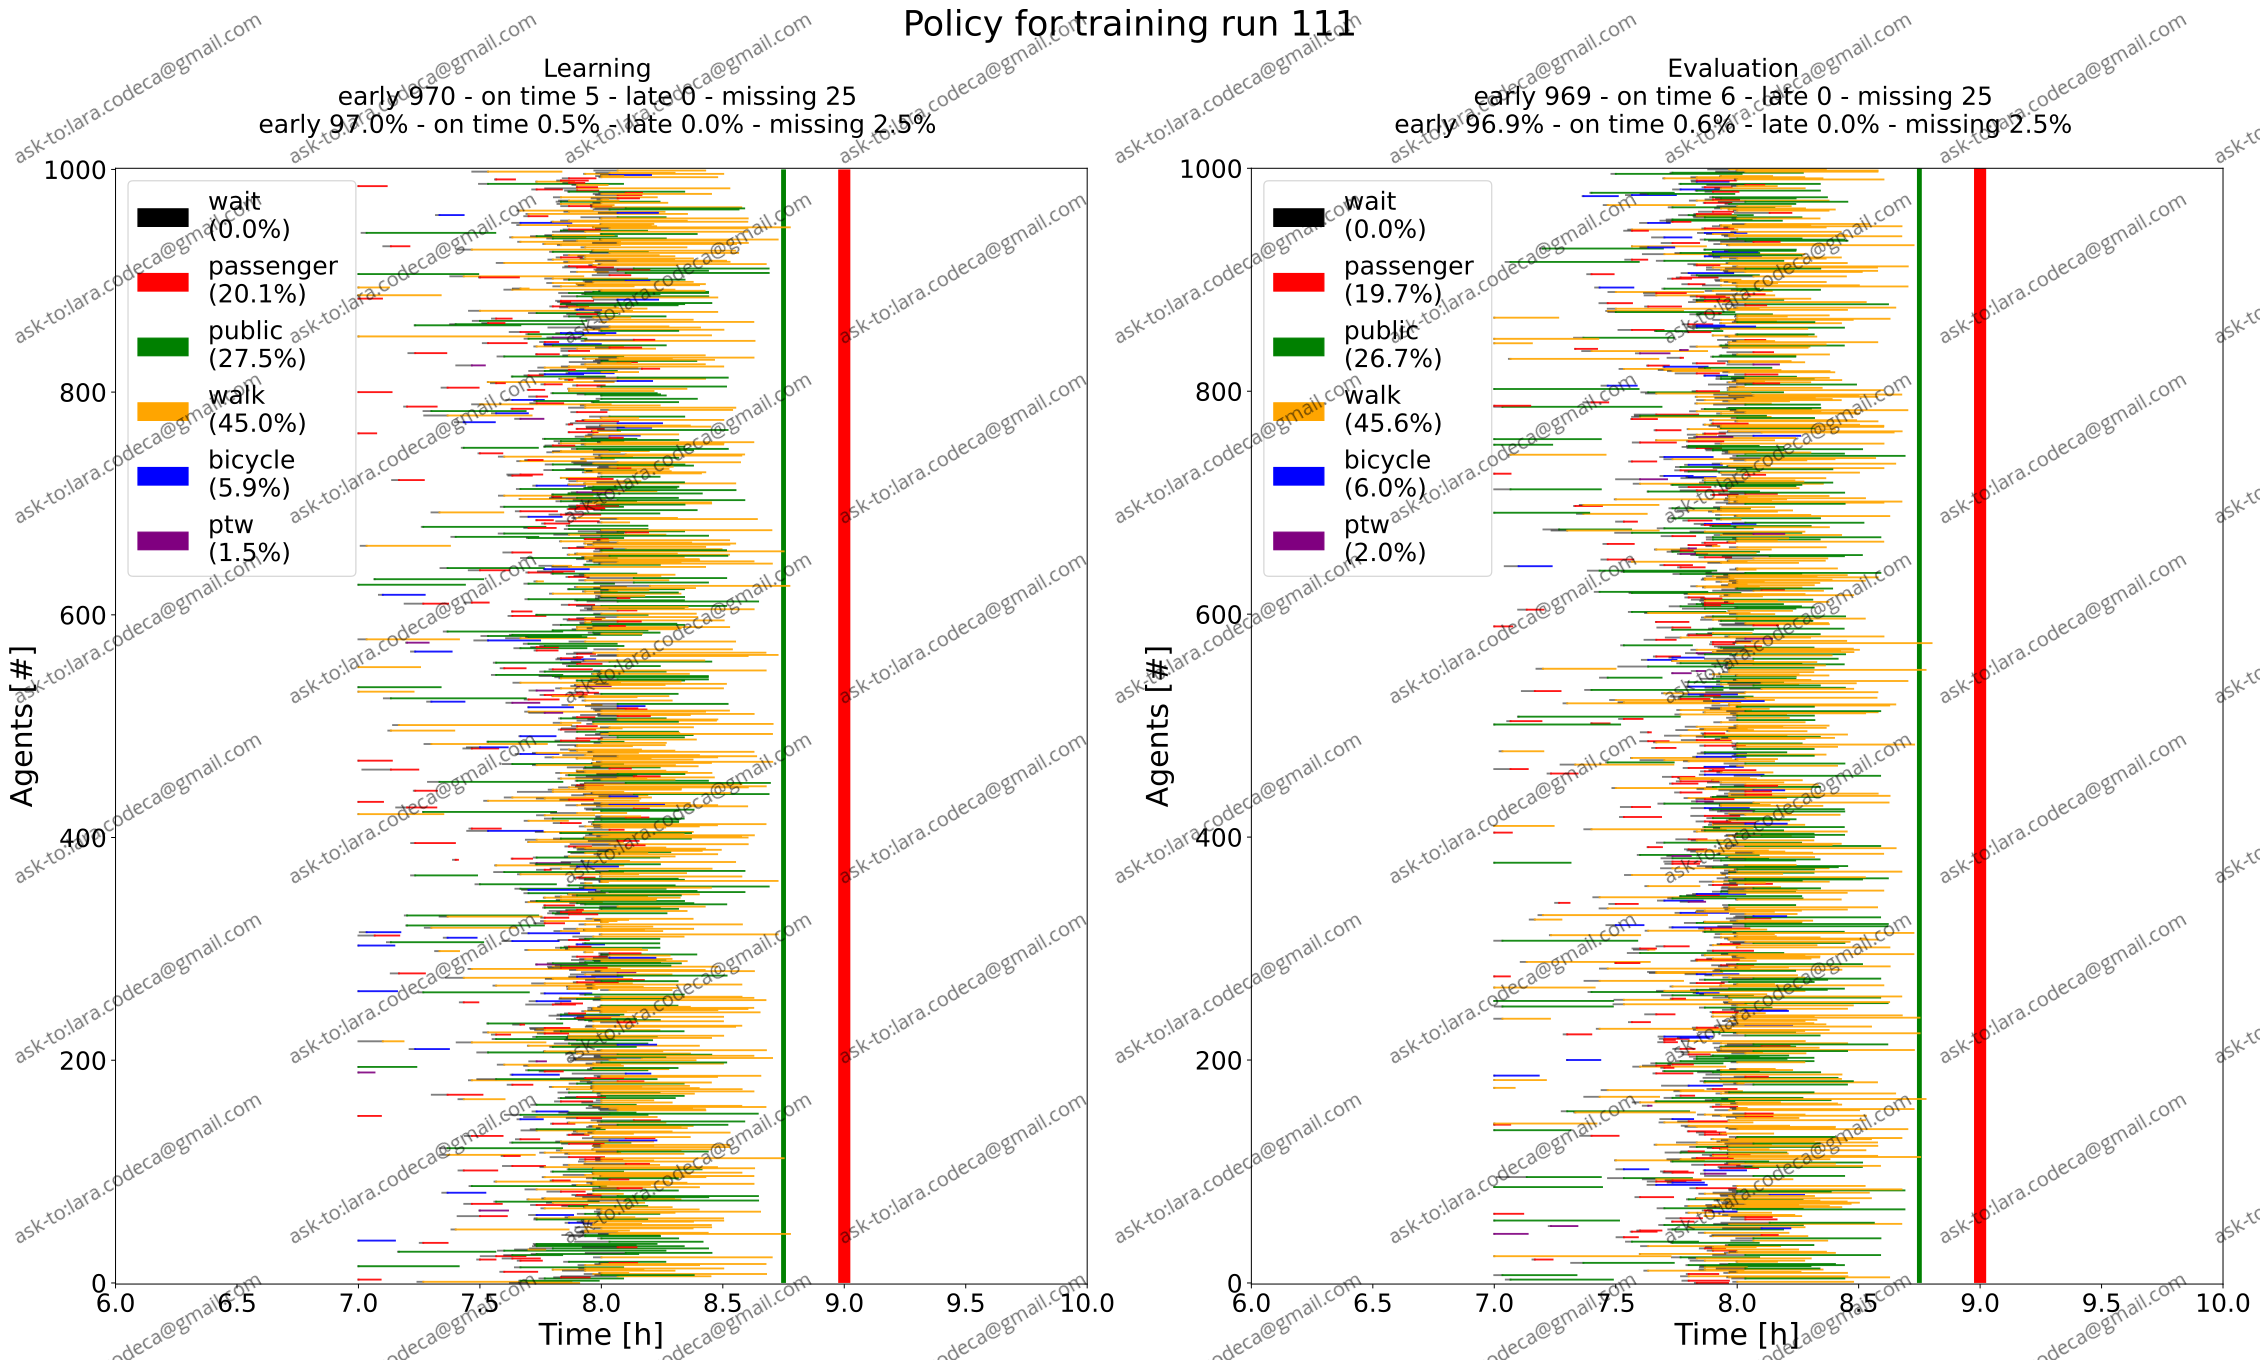 Policy for training run 111
Learning
early 970 - on time 5 - late 0 - missing 25
early 97.0% - on time 0.5% - late 0.0% - missing 2.5%
1000
800
600
400
200
0
Agents [#]
wait
(0.0%)
passenger
(20.1%)
public
(27.5%)
walk
(45.0%)
bicycle
(5.9%)
ptw
(1.5%)
6.0 6.5 7.0 7.5 8.0 8.5 9.0 9.5 10.0
Time [h]
Evaluation
early 969 - on time 6 - late 0 - missing 25
early 96.9% - on time 0.6% - late 0.0% - missing 2.5%
1000
800
600
400
200
0
Agents [#]
wait
(0.0%)
passenger
(19.7%)
public
(26.7%)
walk
(45.6%)
bicycle
(6.0%)
ptw
(2.0%)
6.0 6.5 7.0 7.5 8.0 8.5 9.0 9.5 10.0
Time [h]
ask-to:lara.codeca@gmail.com